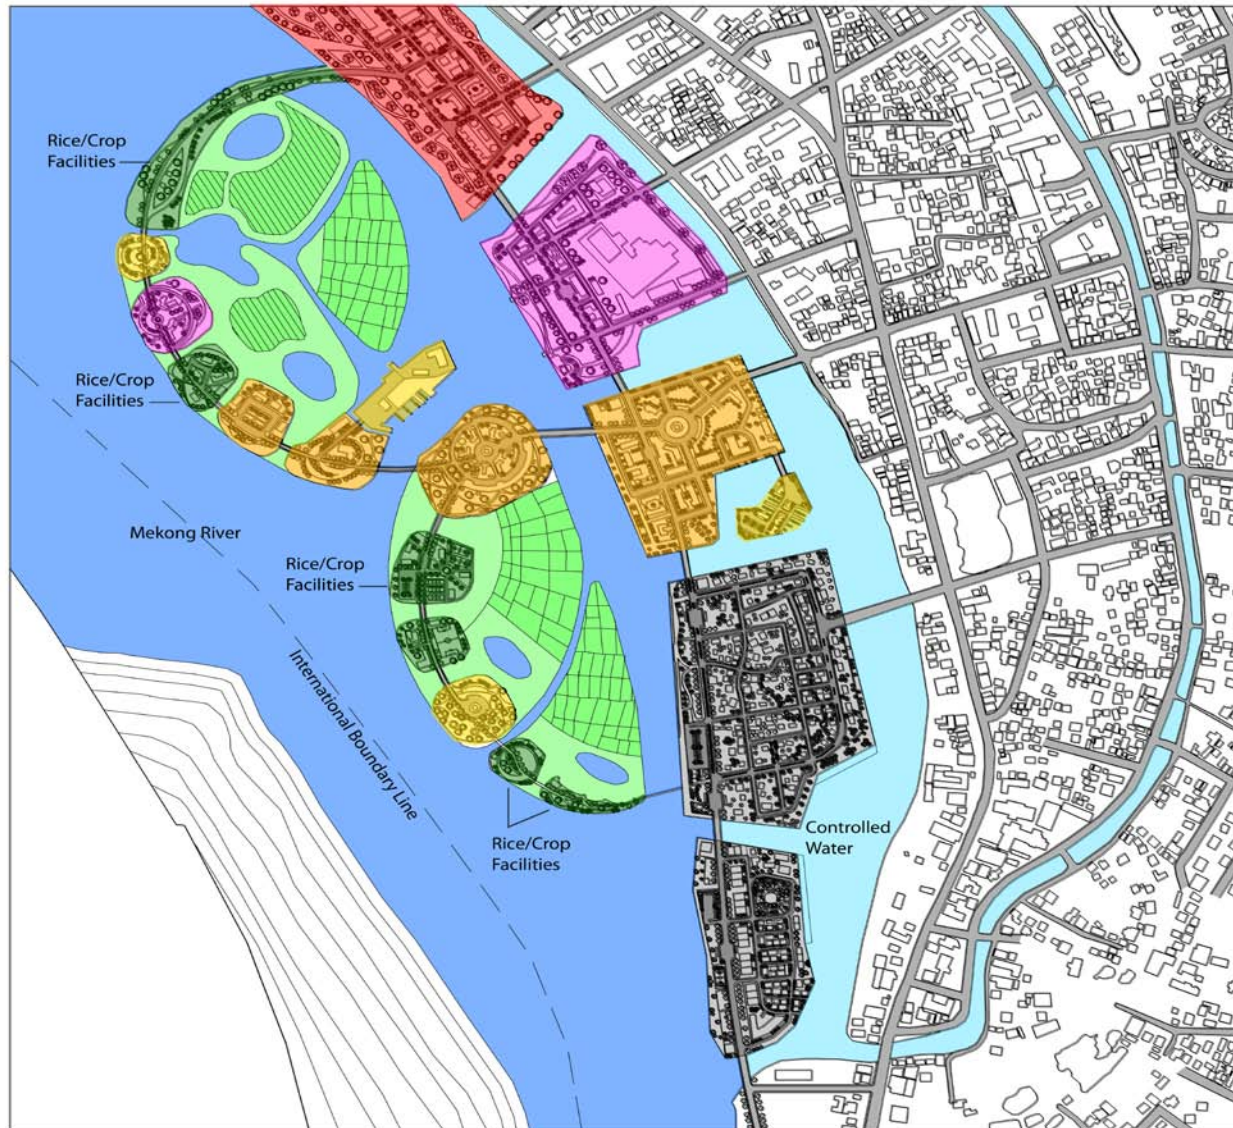 Rice/Crop
Facilities
Rice/Crop
Facilities
Mekong River
Rice/Crop
Facilities
International Boundary Line
Rice/Crop
Facilities
Controlled
Water